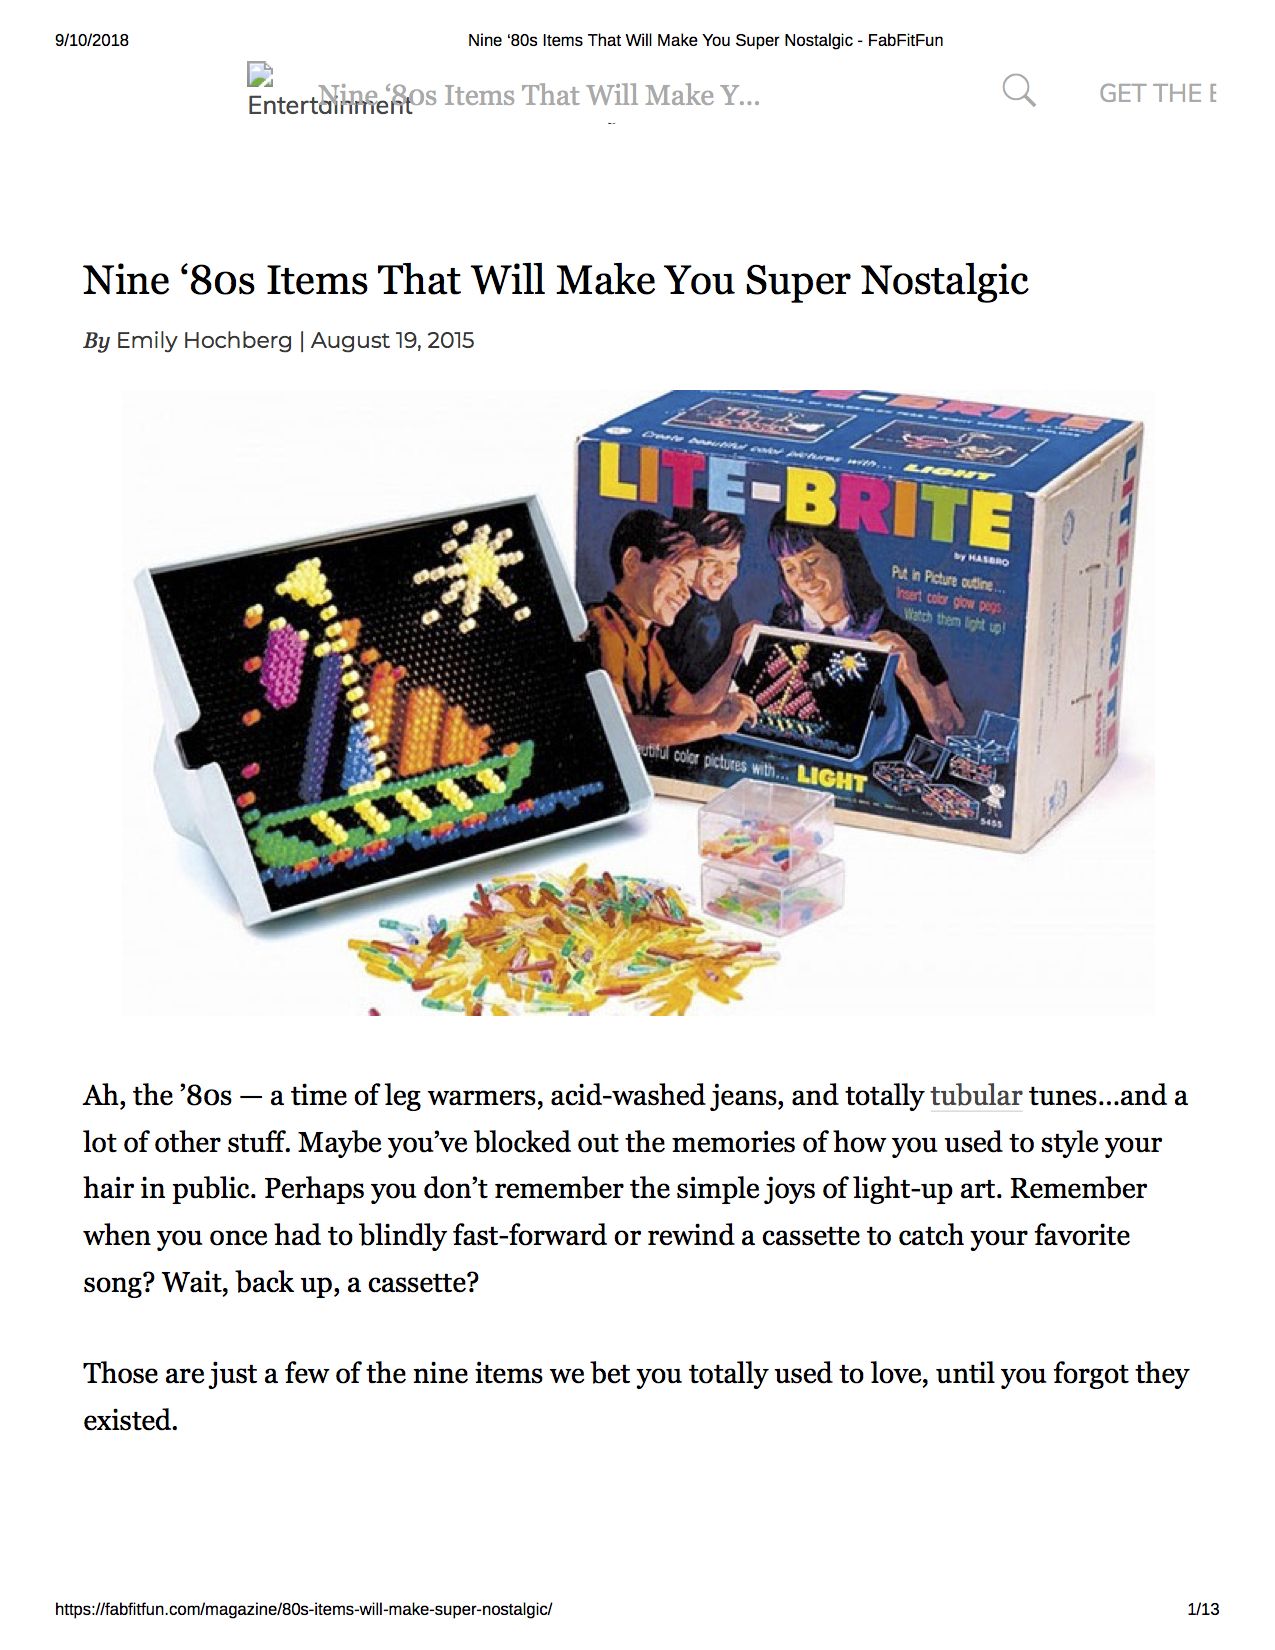 9/10/2018 Nine ‘80s Items That Will Make You Super Nostalgic - FabFitFun
Entertainment Nine ‘80s Items That Will Make Y... GET THE
Nine ‘80s Items That Will Make You Super Nostalgic
By Emily Hochberg | August 19, 2015
LITE-BRITE
Create beautiful color pictures with... LIGHT
LITE-BRITE
by HASBRO
Put in Picture outline...
Insert color glow pegs
Watch them light up!
color pictures with... LIGHT
5455
LITE-BRITE
Ah, the ’80s — a time of leg warmers, acid-washed jeans, and totally tubular tunes...and a
lot of other stuff. Maybe you’ve blocked out the memories of how you used to style your
hair in public. Perhaps you don’t remember the simple joys of light-up art. Remember
when you once had to blindly fast-forward or rewind a cassette to catch your favorite
song? Wait, back up, a cassette?
Those are just a few of the nine items we bet you totally used to love, until you forgot they
existed.
https://fabfitfun.com/magazine/80s-items-will-make-super-nostalgic/ 1/13